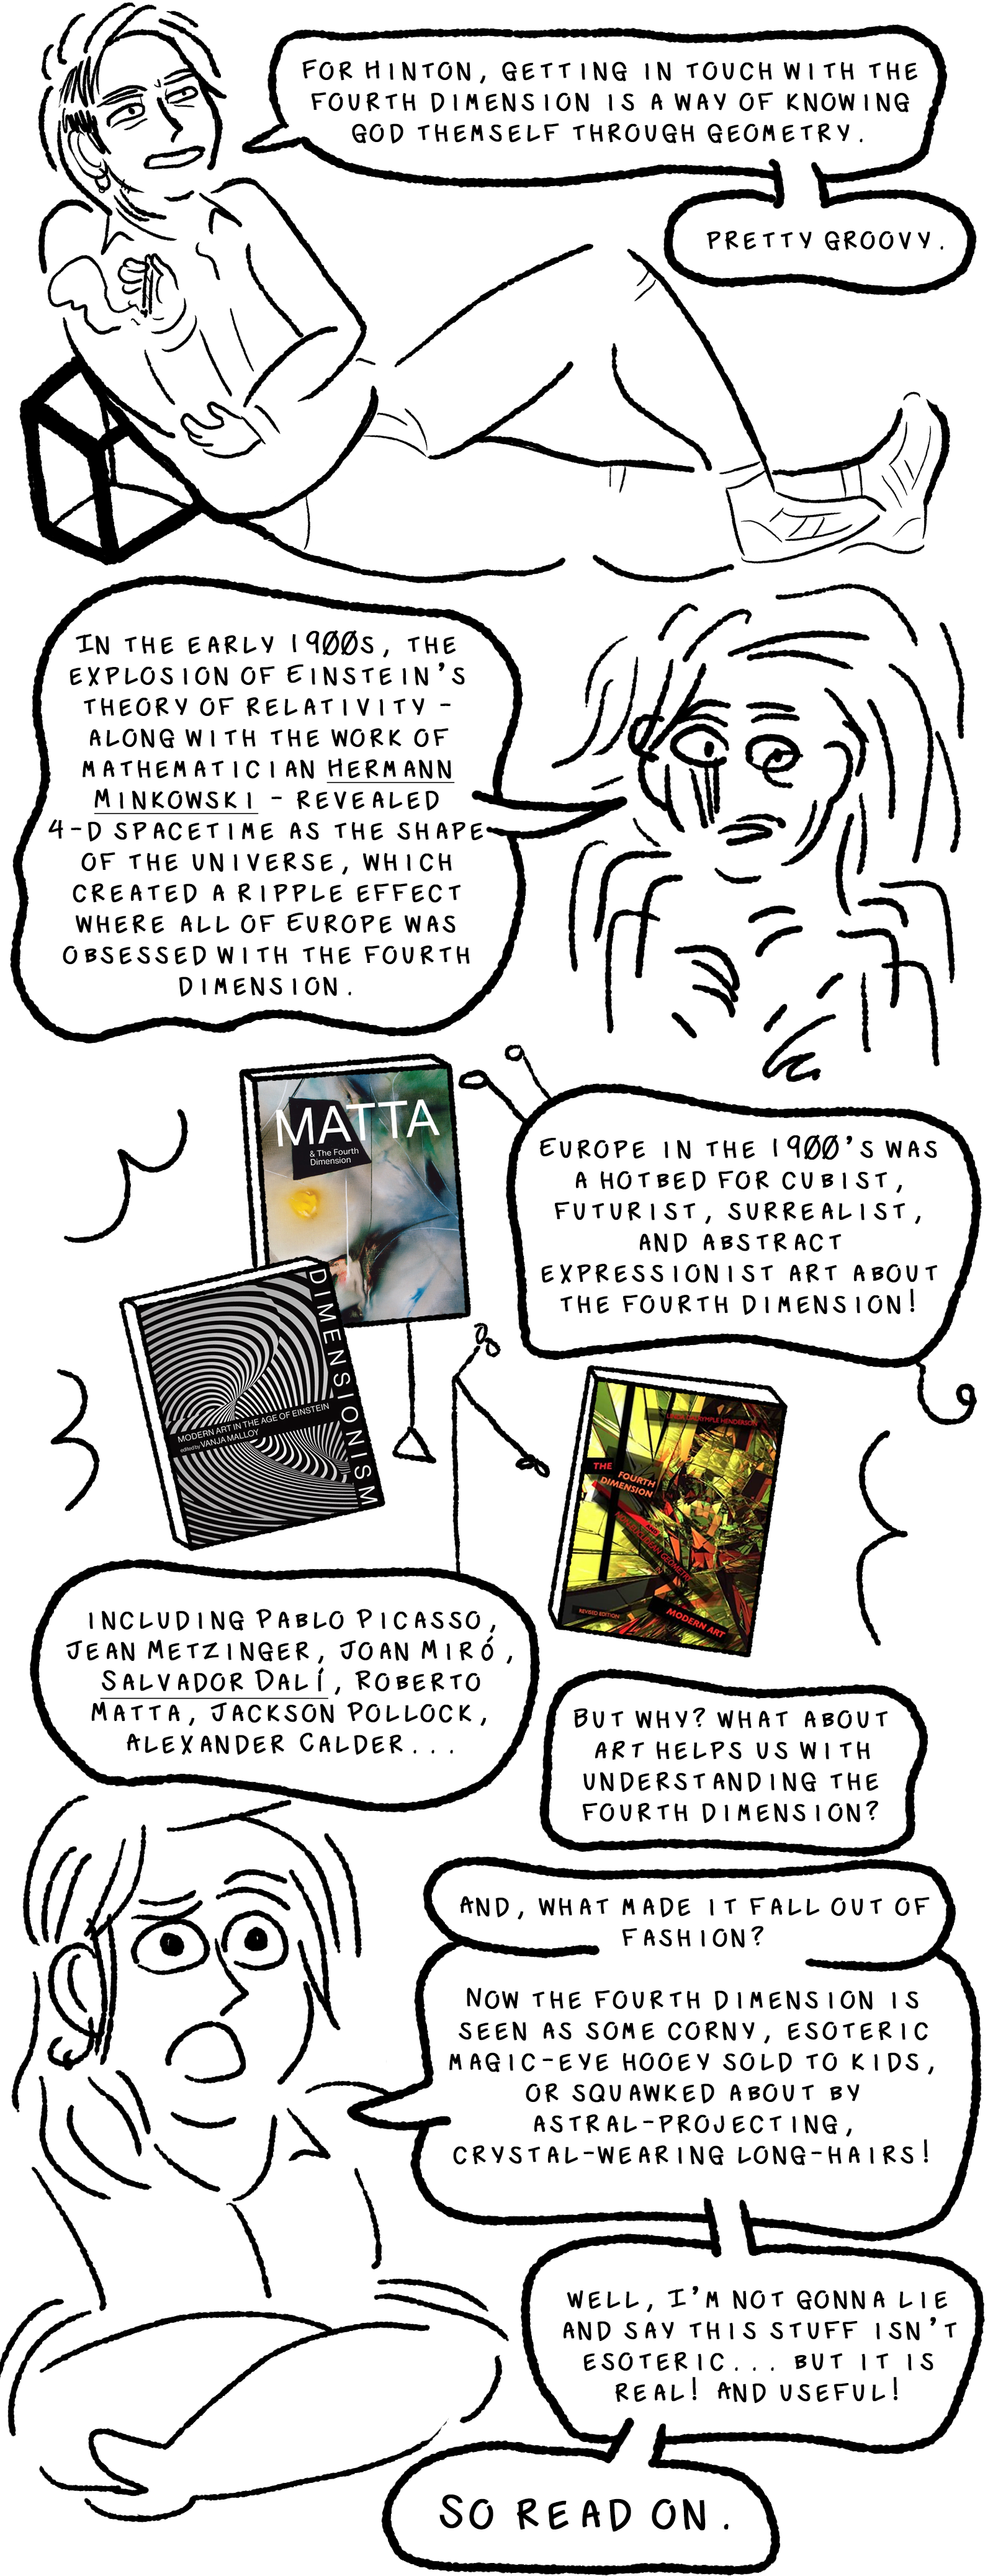 FOR HINTON, GETTING IN TOUCH WITH THE
FOURTH DIMENSION IS A WAY OF KNOWING
GOD THEMSELF THROUGH GEOMETRY.
PRETTY GROOVY.
IN THE EARLY 1900S, THE
EXPLOSION OF EINSTEIN'S
THEORY OF RELATIVITY -
ALONG WITH THE WORK OF
MATHEMATICIAN HERMANN
MINKOWSKI - REVEALED
4-D SPACETIME AS THE SHAPE
OF THE UNIVERSE, WHICH
CREATED A RIPPLE EFFECT
WHERE ALL OF EUROPE WAS
OBSESSED WITH THE FOURTH
DIMENSION.
MATTA
& The Fourth
Dimension
EUROPE IN THE 1900'S WAS
A HOTBED FOR CUBIST,
FUTURIST, SURREALIST,
AND ABSTRACT
EXPRESSIONIST ART ABOUT
THE FOURTH DIMENSION!
DIMENSIONISM
MODERN ART IN THE AGE OF EINSTEIN
edited by VANJA MALLOY
LINDA DALRYMPLE HENDERSON
THE FOURTH
DIMENSION
AND
NON-EUCLIDEAN GEOMETRY
MODERN ART
REVISED EDITION
INCLUDING PABLO PICASSO,
JEAN METZINGER, JOAN MIRÓ,
SALVADOR DALÍ, ROBERTO
MATTA, JACKSON POLLOCK,
ALEXANDER CALDER...
BUT WHY? WHAT ABOUT
ART HELPS US WITH
UNDERSTANDING THE
FOURTH DIMENSION?
AND, WHAT MADE IT FALL OUT OF
FASHION?
NOW THE FOURTH DIMENSION IS
SEEN AS SOME CORNY, ESOTERIC
MAGIC-EYE HOOEY SOLD TO KIDS,
OR SQUAWKED ABOUT BY
ASTRAL-PROJECTING,
CRYSTAL-WEARING LONG-HAIRS!
WELL, I'M NOT GONNA LIE
AND SAY THIS STUFF ISN'T
ESOTERIC... BUT IT IS
REAL! AND USEFUL!
SO READ ON.